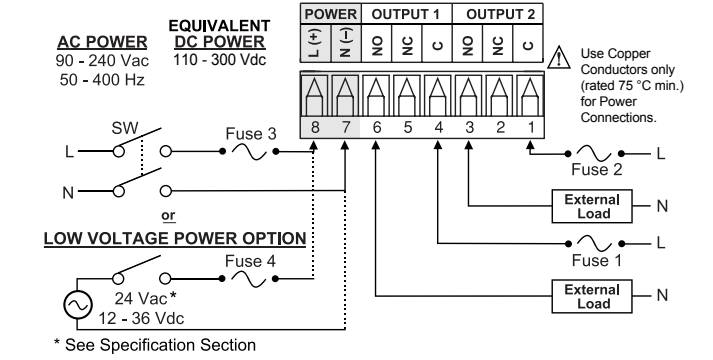 AC POWER
90 - 240 Vac
50 - 400 Hz
EQUIVALENT
DC POWER
110 - 300 Vdc
POWER OUTPUT 1 OUTPUT 2
L (+) N (–) NO NC C NO NC C
8 7 6 5 4 3 2 1
Use Copper
Conductors only
(rated 75 °C min.)
for Power
Connections.
SW
L
Fuse 3
N
or
LOW VOLTAGE POWER OPTION
Fuse 4
24 Vac*
12 - 36 Vdc
* See Specification Section
L
Fuse 2
External
Load
N
L
Fuse 1
External
Load
N